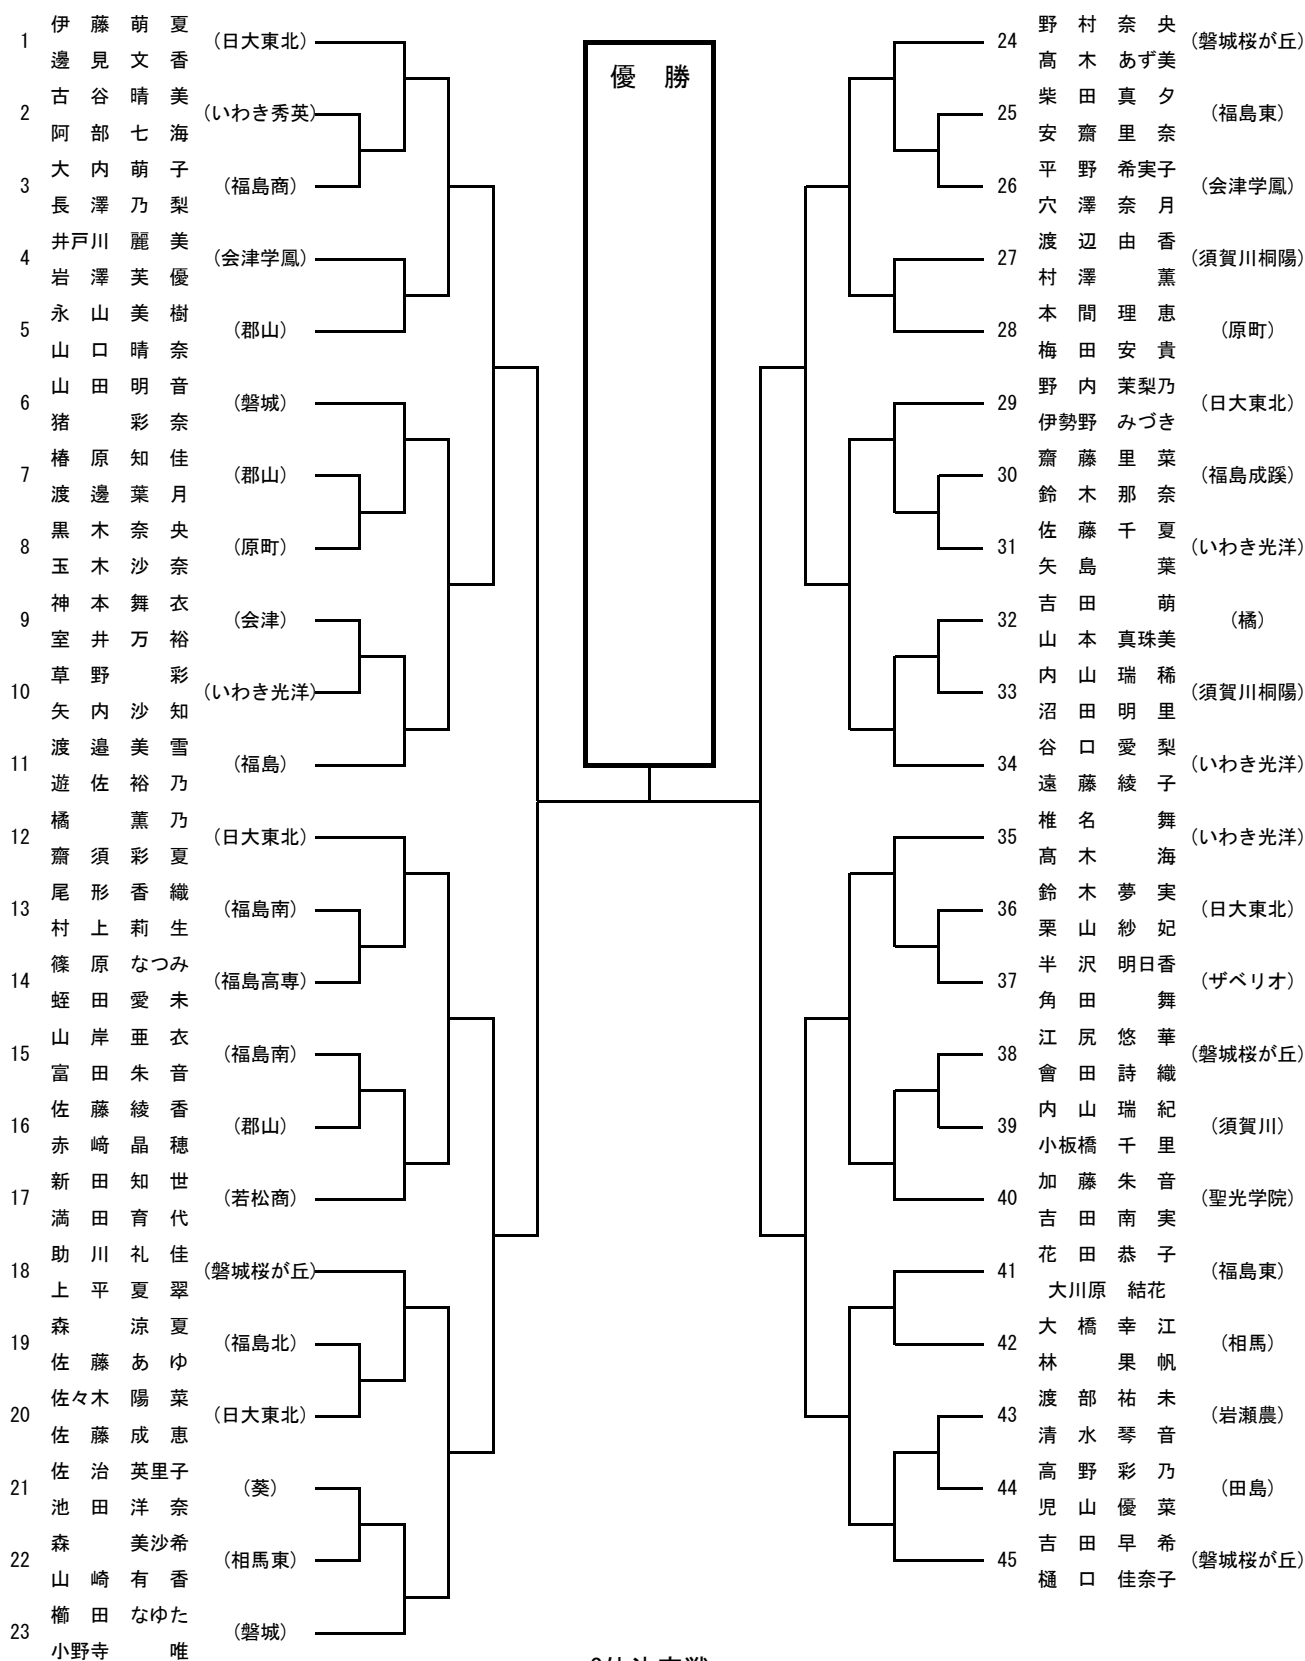 優　勝
伊　藤　萌　夏
1 (日大東北)
邊　見　文　香
古　谷　晴　美
2 (いわき秀英)
阿　部　七　海
大　内　萌　子
3 (福島商)
長　澤　乃　梨
井戸川　麗　美
4 (会津学鳳)
岩　澤　芙　優
永　山　美　樹
5 (郡山)
山　口　晴　奈
山　田　明　音
6 (磐城)
猪　　　彩　奈
椿　原　知　佳
7 (郡山)
渡　邊　葉　月
黒　木　奈　央
8 (原町)
玉　木　沙　奈
神　本　舞　衣
9 (会津)
室　井　万　裕
草　野　　　彩
10 (いわき光洋)
矢　内　沙　知
渡　邉　美　雪
11 (福島)
遊　佐　裕　乃
橘　　　薫　乃
12 (日大東北)
齋　須　彩　夏
尾　形　香　織
13 (福島南)
村　上　莉　生
篠　原　なつみ
14 (福島高専)
蛭　田　愛　未
山　岸　亜　衣
15 (福島南)
富　田　朱　音
佐　藤　綾　香
16 (郡山)
赤　﨑　晶　穂
新　田　知　世
17 (若松商)
満　田　育　代
助　川　礼　佳
18 (磐城桜が丘)
上　平　夏　翠
森　　　涼　夏
19 (福島北)
佐　藤　あ　ゆ
佐々木　陽　菜
20 (日大東北)
佐　藤　成　恵
佐　治　英里子
21 (葵)
池　田　洋　奈
森　　　美沙希
22 (相馬東)
山　崎　有　香
櫛　田　なゆた
23 (磐城)
小野寺　　　唯
野　村　奈　央
24 (磐城桜が丘)
髙　木　あず美
柴　田　真　夕
25 (福島東)
安　齋　里　奈
平　野　希実子
26 (会津学鳳)
穴　澤　奈　月
渡　辺　由　香
27 (須賀川桐陽)
村　澤　　　薫
本　間　理　恵
28 (原町)
梅　田　安　貴
野　内　茉梨乃
29 (日大東北)
伊勢野　みづき
齋　藤　里　菜
30 (福島成蹊)
鈴　木　那　奈
佐　藤　千　夏
31 (いわき光洋)
矢　島　　　葉
吉　田　　　萌
32 (橘)
山　本　真珠美
内　山　瑞　稀
33 (須賀川桐陽)
沼　田　明　里
谷　口　愛　梨
34 (いわき光洋)
遠　藤　綾　子
椎　名　　　舞
35 (いわき光洋)
髙　木　　　海
鈴　木　夢　実
36 (日大東北)
栗　山　紗　妃
半　沢　明日香
37 (ザベリオ)
角　田　　　舞
江　尻　悠　華
38 (磐城桜が丘)
會　田　詩　織
内　山　瑞　紀
39 (須賀川)
小板橋　千　里
加　藤　朱　音
40 (聖光学院)
吉　田　南　実
花　田　恭　子
41 (福島東)
大川原　結花
大　橋　幸　江
42 (相馬)
林　　　果　帆
渡　部　祐　未
43 (岩瀬農)
清　水　琴　音
高　野　彩　乃
44 (田島)
児　山　優　菜
吉　田　早　希
45 (磐城桜が丘)
樋　口　佳奈子